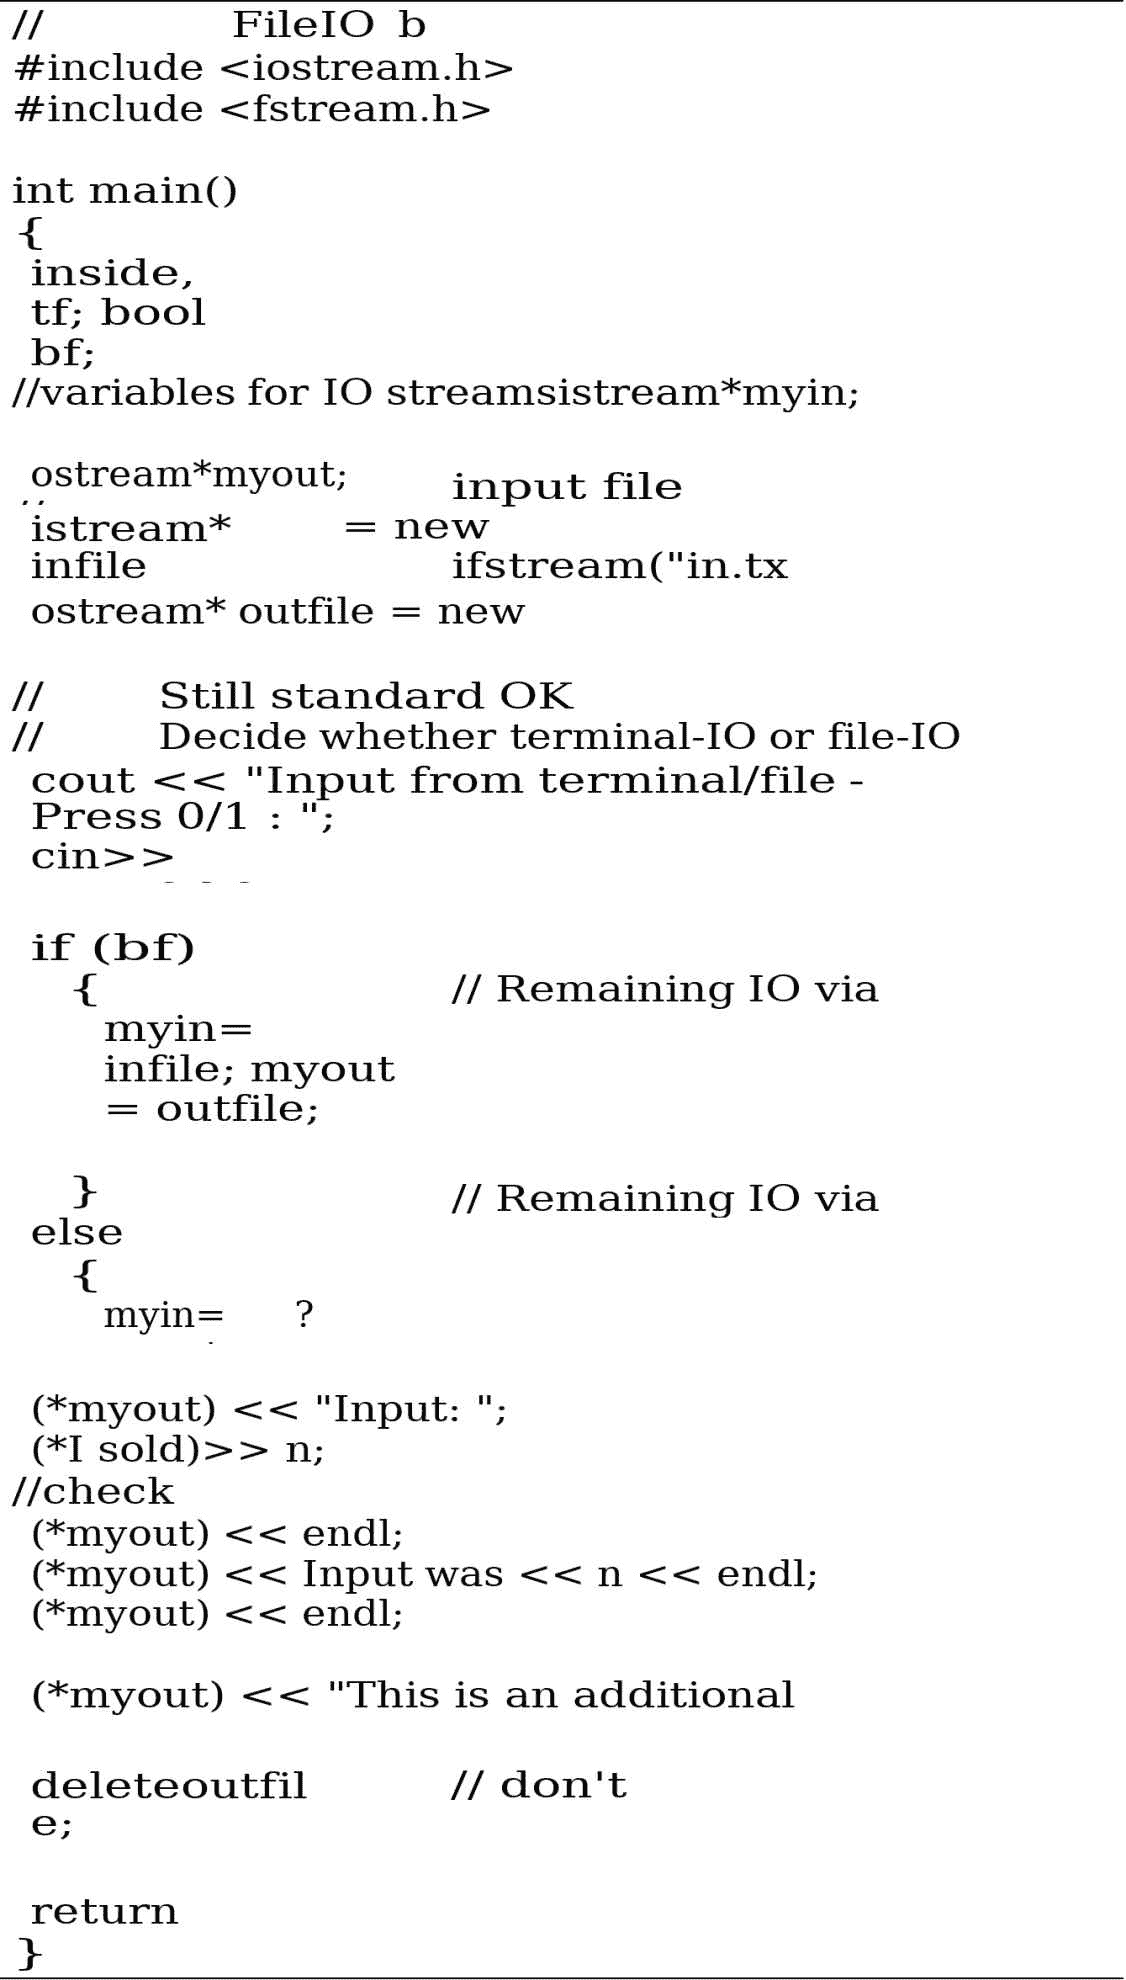 // FileIO b
#include <iostream.h>
#include <fstream.h>
int main()
{
inside,
tf; bool
bf;
//variables for IO streamsistream*myin;
ostream*myout; input file
istream* = new
infile ifstream("in.tx
ostream* outfile = new
// Still standard OK
// Decide whether terminal-IO or file-IO
cout << "Input from terminal/file -
Press 0/1 : ";
cin>>
if (bf)
{ // Remaining IO via
myin=
infile; myout
= outfile;
} // Remaining IO via
else
{
myin= ?
(*myout) << "Input: ";
(*I sold)>> n;
//check
(*myout) << endl;
(*myout) << Input was << n << endl;
(*myout) << endl;
(*myout) << "This is an additional
deleteoutfil // don't
e;
return
}